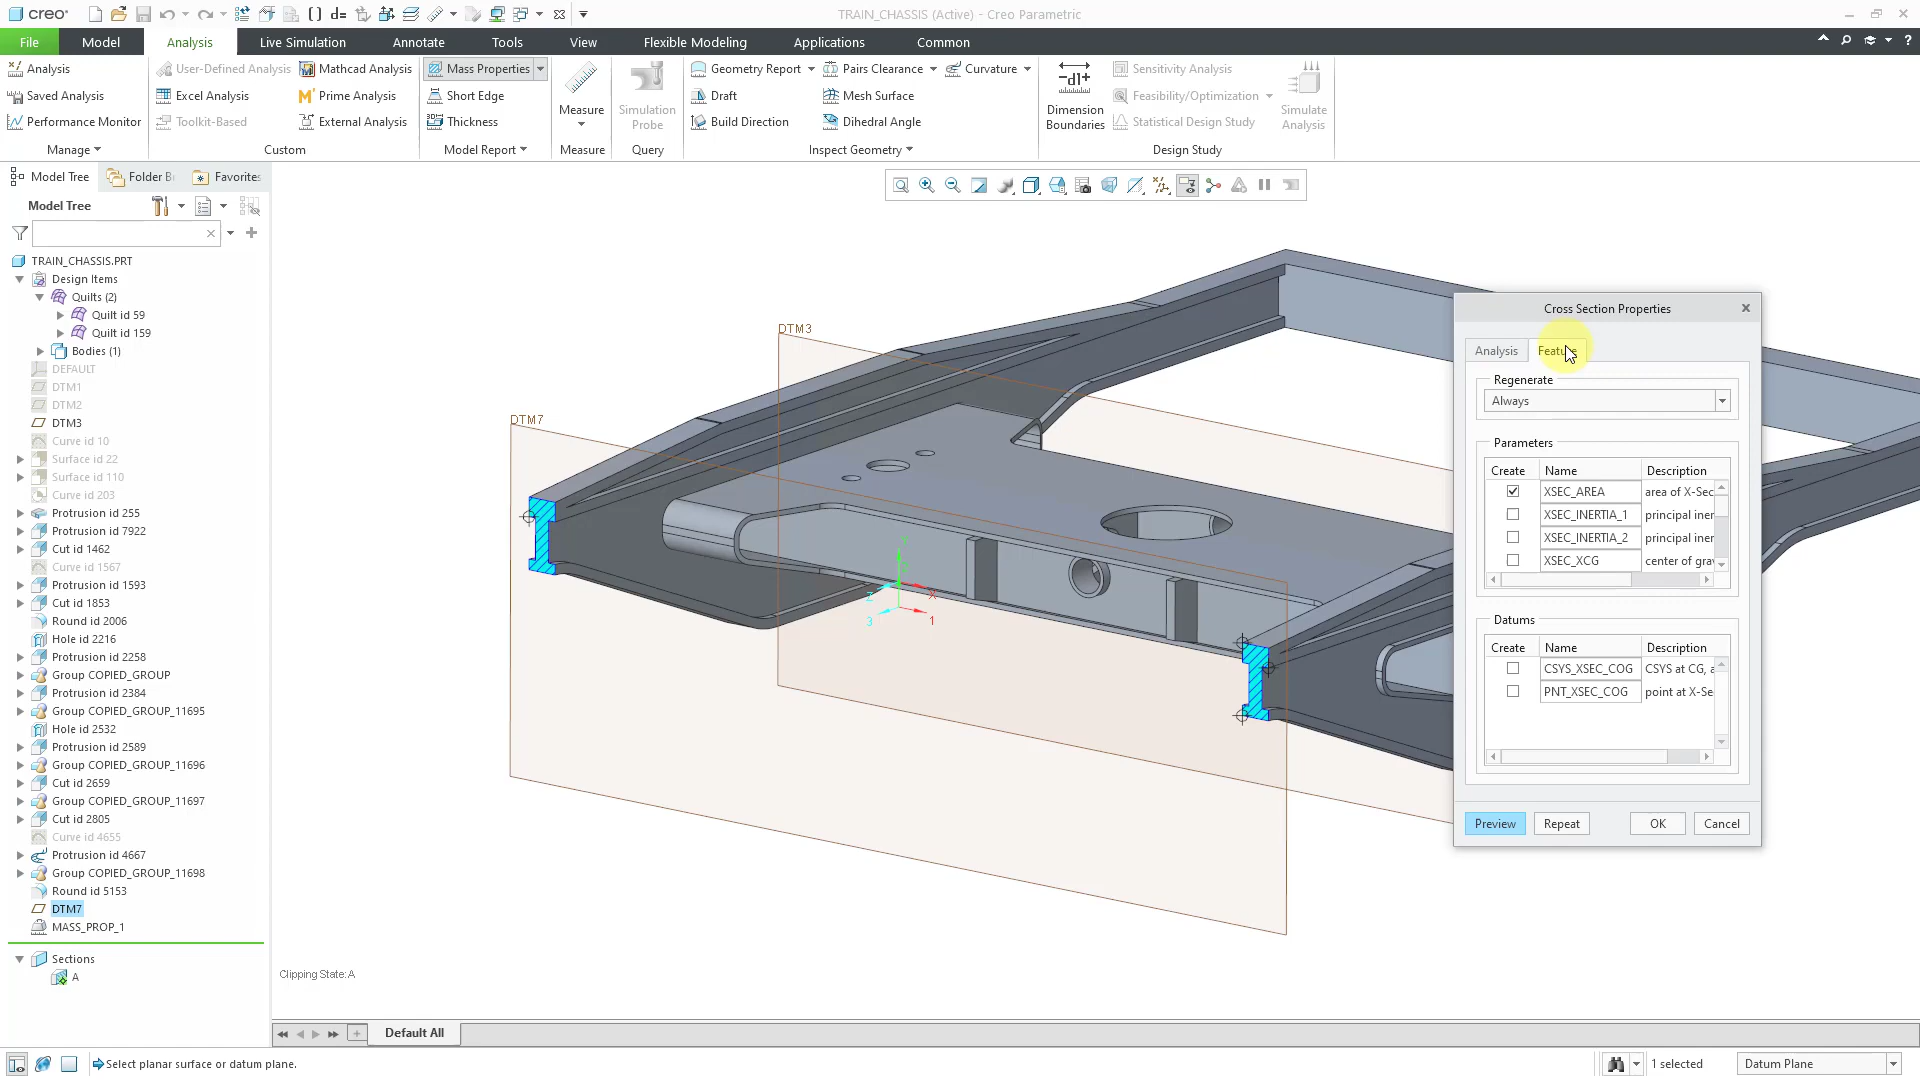 creo
TRAIN_CHASSIS (Active) - Creo Parametric
File Model Analysis Live Simulation Annotate Tools View Flexible Modeling Applications Common
Analysis
Saved Analysis
Performance Monitor
Manage
User-Defined Analysis
Excel Analysis
Toolkit-Based
Mathcad Analysis
Prime Analysis
External Analysis
Custom
Mass Properties
Short Edge
Thickness
Model Report
Measure
Measure
Simulation
Probe
Query
Geometry Report
Draft
Build Direction
Pairs Clearance
Mesh Surface
Dihedral Angle
Curvature
Inspect Geometry
Dimension
Boundaries
Sensitivity Analysis
Feasibility/Optimization
Statistical Design Study
Simulate
Analysis
Design Study
Model Tree Folder B Favorites
Model Tree
TRAIN_CHASSIS.PRT
Design Items
Quilts (2)
Quilt id 59
Quilt id 159
Bodies (1)
DEFAULT
DTM1
DTM2
DTM3
Curve id 10
Surface id 22
Surface id 110
Curve id 203
Protrusion id 255
Protrusion id 7922
Cut id 1462
Curve id 1567
Protrusion id 1593
Cut id 1853
Round id 2006
Hole id 2216
Protrusion id 2258
Group COPIED_GROUP
Protrusion id 2384
Group COPIED_GROUP_11695
Hole id 2532
Protrusion id 2589
Group COPIED_GROUP_11696
Cut id 2659
Group COPIED_GROUP_11697
Cut id 2805
Curve id 4655
Protrusion id 4667
Group COPIED_GROUP_11698
Round id 5153
DTM7
MASS_PROP_1
Sections
A
DTM3
DTM7
Y
X
Z
3
1
Clipping State:A
Cross Section Properties
Analysis Feature
Regenerate
Always
Parameters
Create Name Description
XSEC_AREA area of X-Sec
XSEC_INERTIA_1 principal iner
XSEC_INERTIA_2 principal iner
XSEC_XCG center of gra
Datums
Create Name Description
CSYS_XSEC_COG CSYS at CG, a
PNT_XSEC_COG point at X-Se
Preview Repeat OK Cancel
Default All
Select planar surface or datum plane.
1 selected
Datum Plane